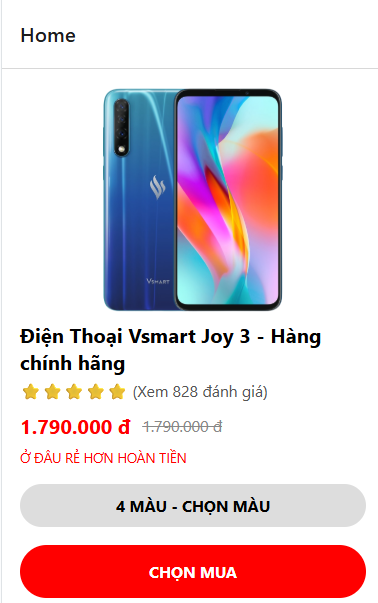 Home
VSMART
Điện Thoại Vsmart Joy 3 - Hàng
chính hãng
(Xem 828 đánh giá)
1.790.000 đ 1.790.000 đ
Ở ĐÂU RẺ HƠN HOÀN TIỀN
4 MÀU - CHỌN MÀU
CHỌN MUA